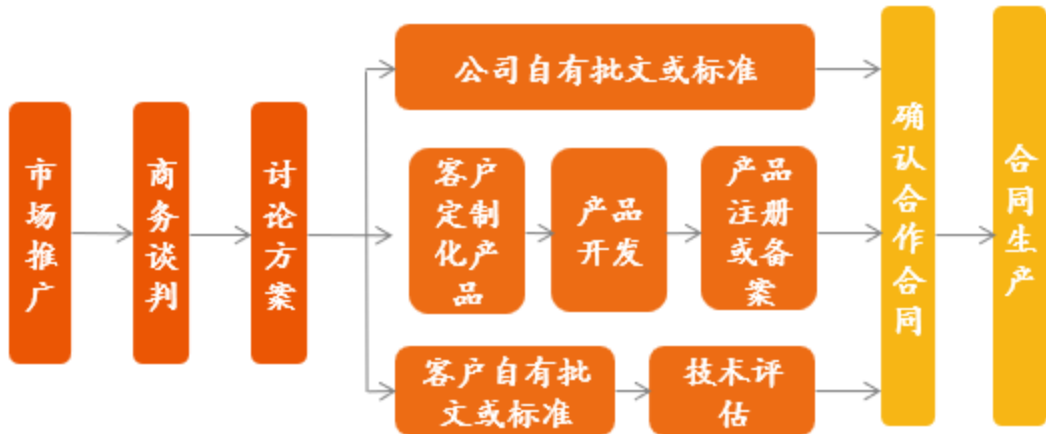 市场推广
商务谈判
讨论方案
公司自有批文或标准
客户
定制
化产
品
产品
开发
产品
注册
或备
案
客户自有批
文或标准
技术评
估
确认合作合同
合同生产